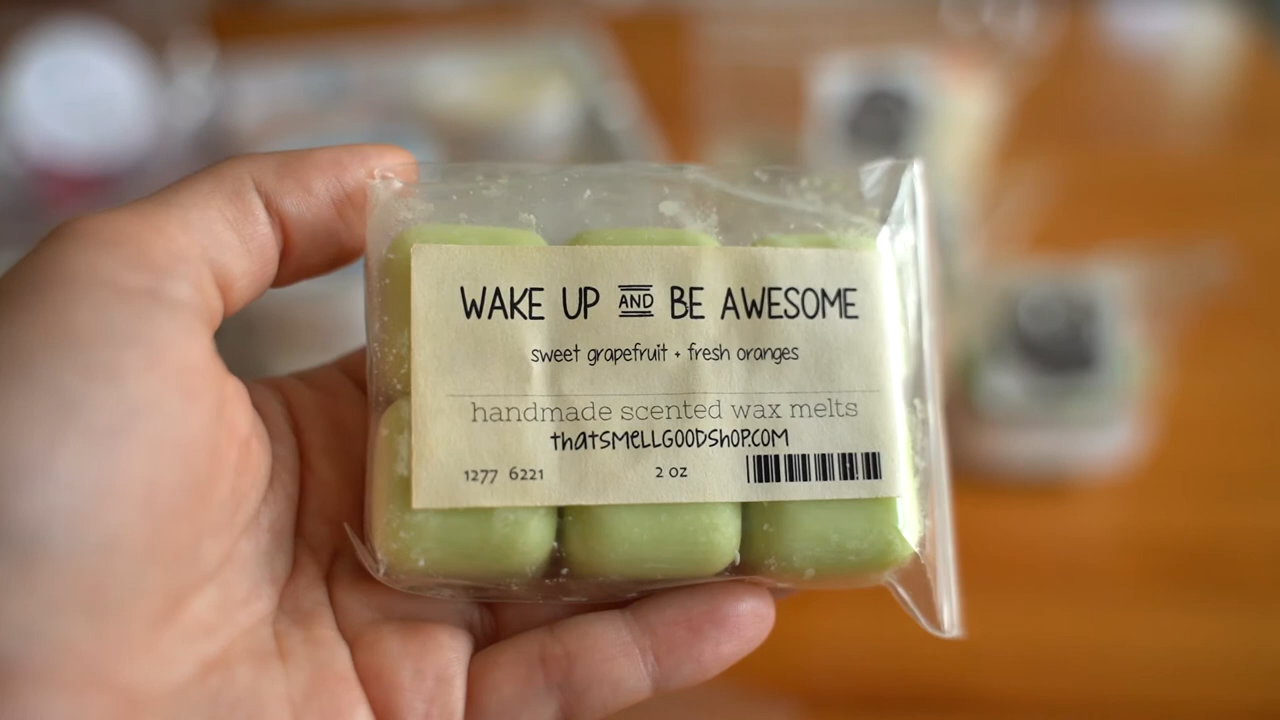 WAKE UP AND BE AWESOME
sweet grapefruit + fresh oranges
handmade scented wax melts
thatSMeLLGOODSHOP.COM
1277 6221 2 oz